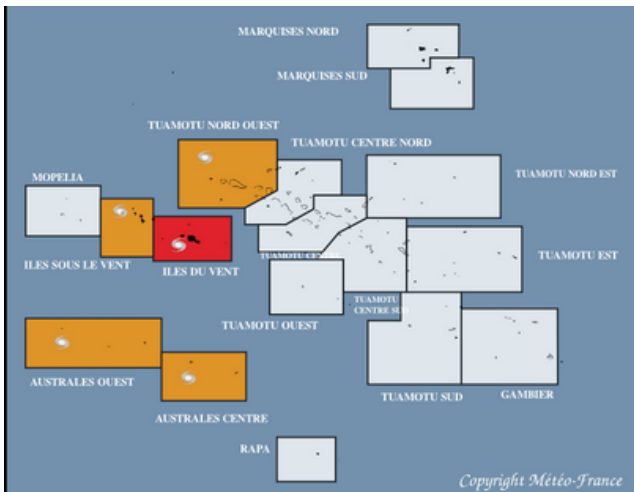 MARQUISES NORD
MARQUISES SUD
TUAMOTU NORD OUEST
TUAMOTU CENTRE NORD
MOPELIA
TUAMOTU NORD EST
ILES SOUS LE VENT
ILES DU VENT
TUAMOTU
TUAMOTU EST
TUAMOTU OUEST
TUAMOTU
CENTRE SUD
AUSTRALES OUEST
TUAMOTU SUD
GAMBIER
AUSTRALES CENTRE
RAPA
Copyright Météo-France